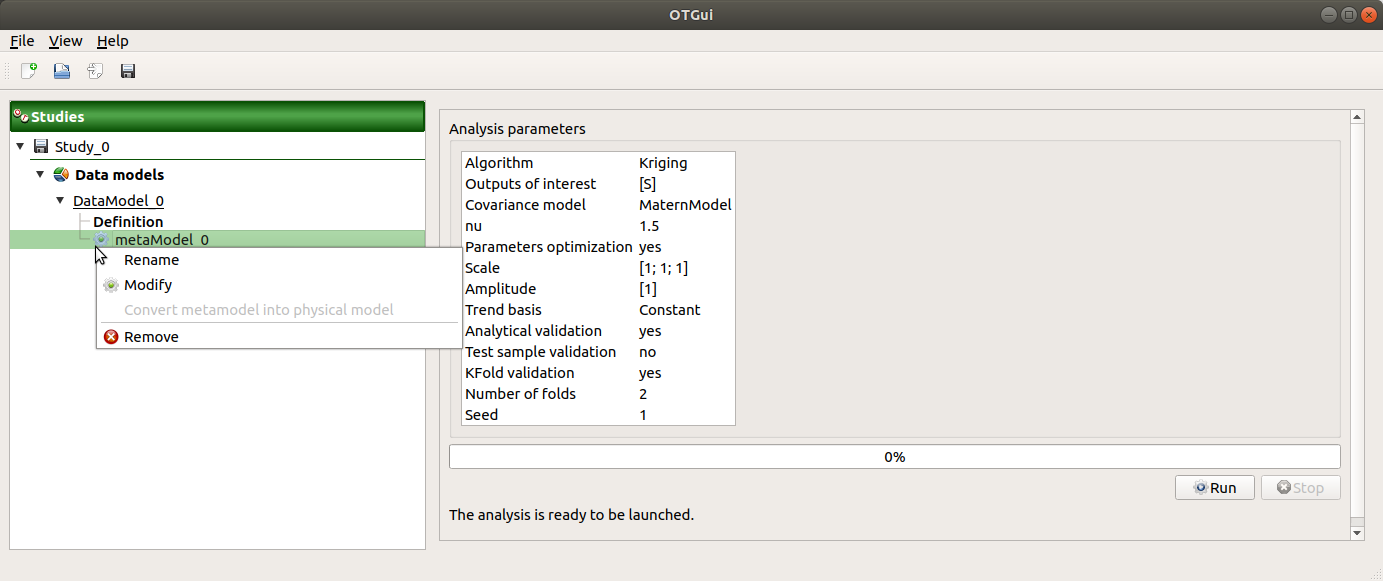 OTGui
File View Help
Studies
Study_0
Data models
DataModel_0
Definition
metaModel_0
Rename
Modify
Convert metamodel into physical model
Remove
Analysis parameters
Algorithm Kriging
Outputs of interest [S]
Covariance model MaternModel
nu 1.5
Parameters optimization yes
Scale [1; 1; 1]
Amplitude [1]
Trend basis Constant
Analytical validation yes
Test sample validation no
KFold validation yes
Number of folds 2
Seed 1
0%
Run Stop
The analysis is ready to be launched.